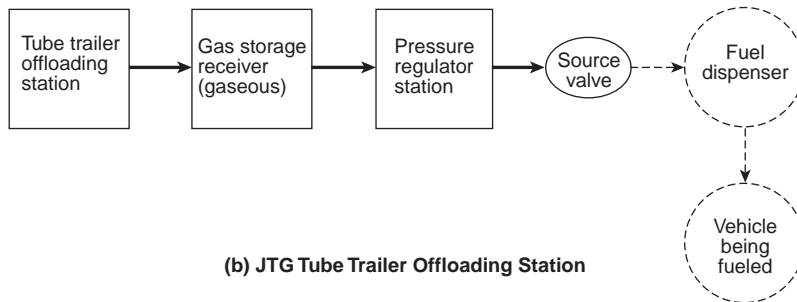 Tube trailer
offloading
station
Gas storage
receiver
(gaseous)
Pressure
regulator
station
Source
valve
Fuel
dispenser
Vehicle
being
fueled
(b) JTG Tube Trailer Offloading Station